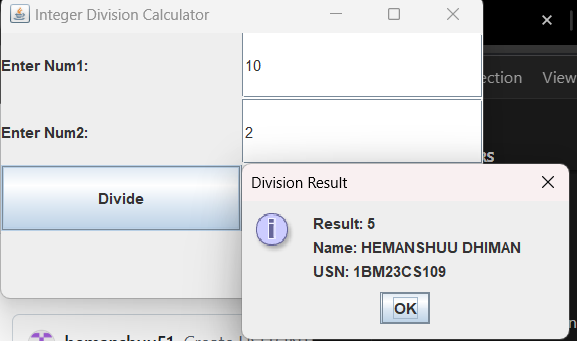 Integer Division Calculator
Enter Num1:
10
ection View
Enter Num2:
2
RS
Divide
Division Result
Result: 5
Name: HEMANSHUU DHIMAN
USN: 1BM23CS109
OK